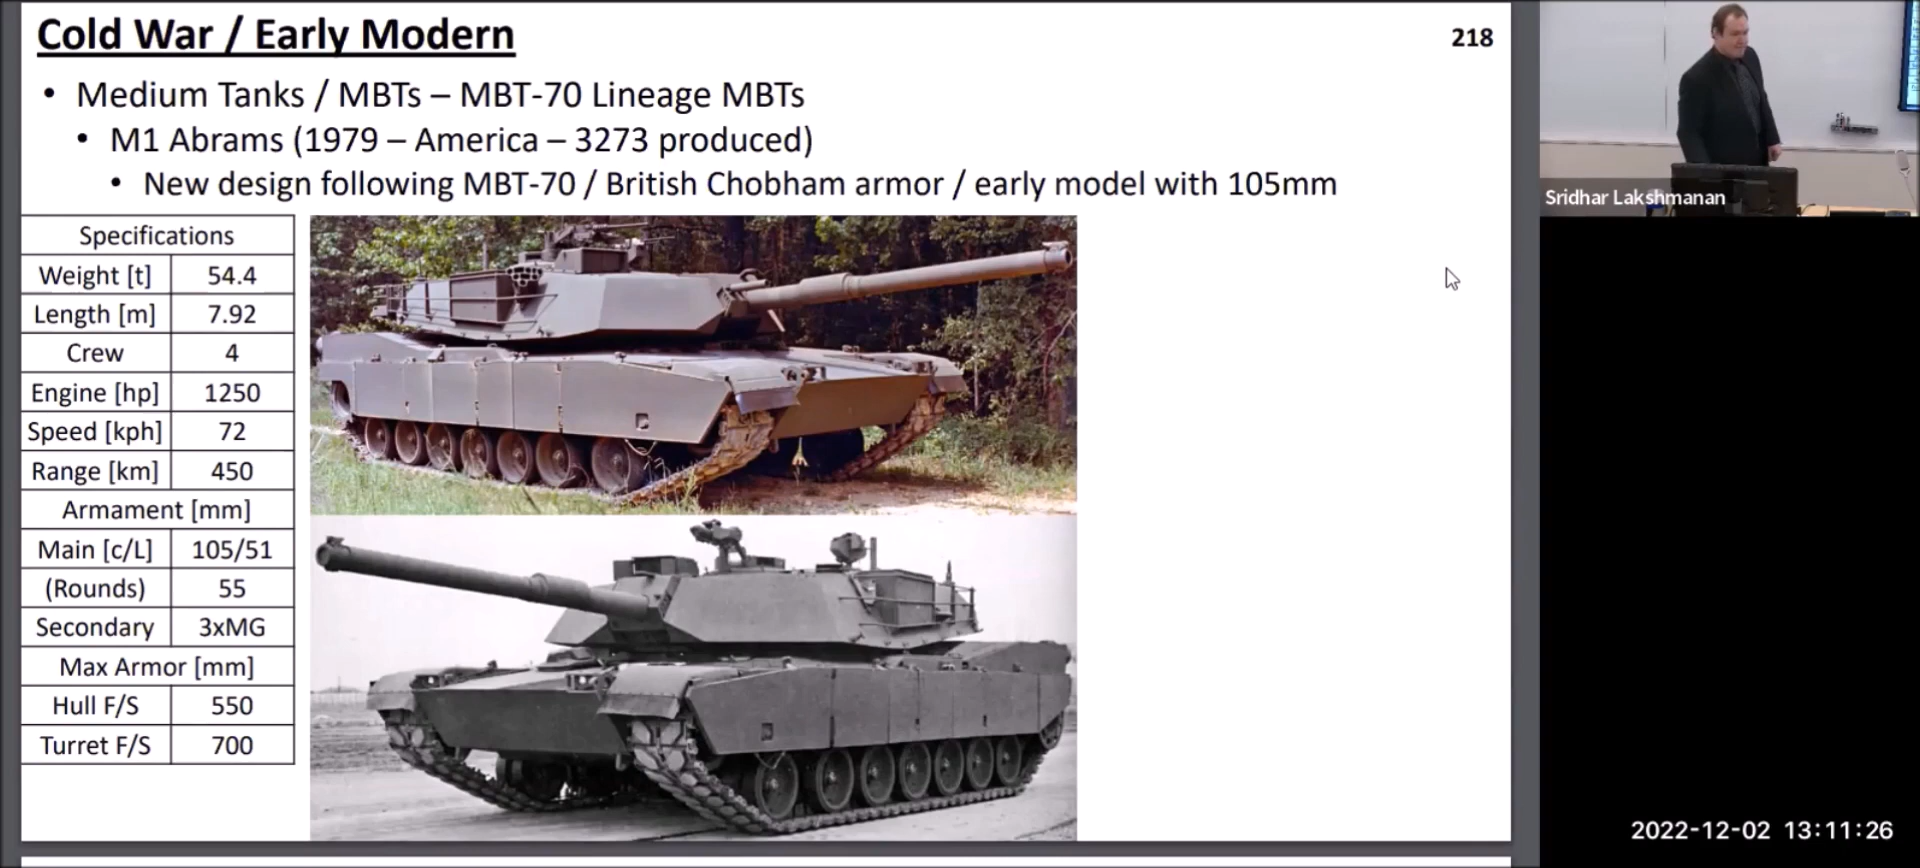 Cold War / Early Modern
218
• Medium Tanks / MBTs – MBT-70 Lineage MBTs
• M1 Abrams (1979 – America – 3273 produced)
• New design following MBT-70 / British Chobham armor / early model with 105mm
Specifications
Weight [t] 54.4
Length [m] 7.92
Crew 4
Engine [hp] 1250
Speed [kph] 72
Range [km] 450
Armament [mm]
Main [c/L] 105/51
(Rounds) 55
Secondary 3xMG
Max Armor [mm]
Hull F/S 550
Turret F/S 700
Sridhar Lakshmanan
2022-12-02 13:11:26